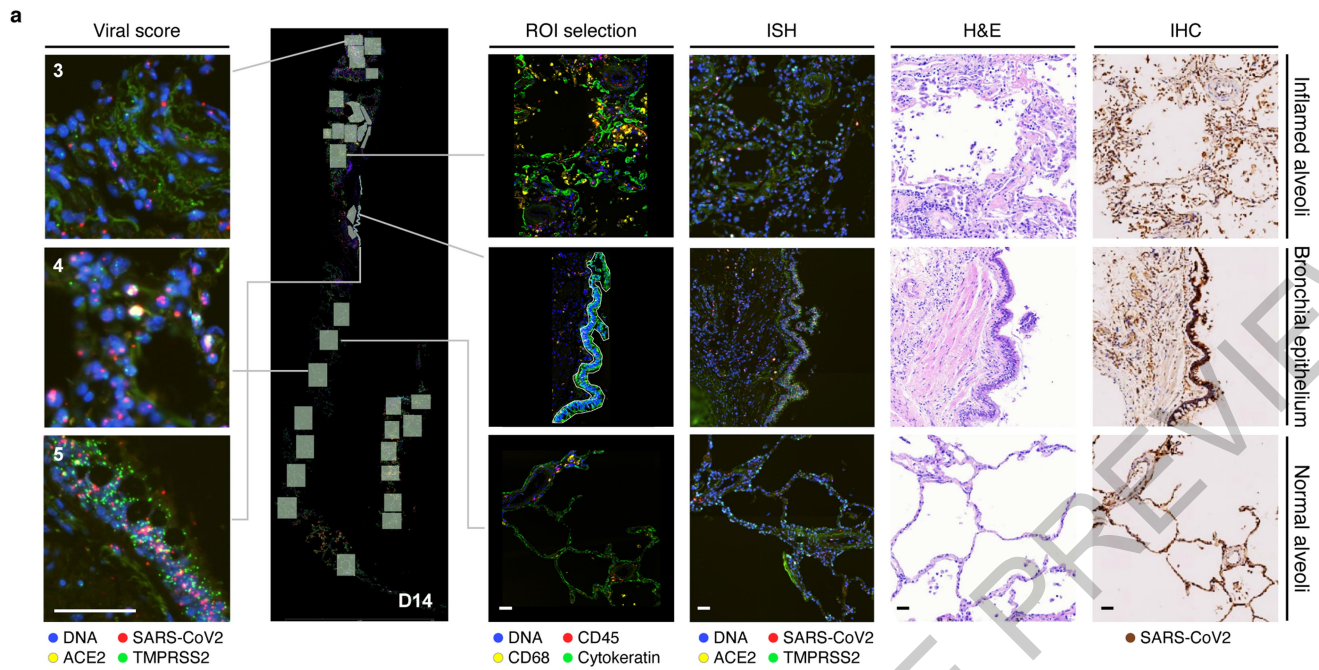 a
Viral score
ROI selection
ISH
H&E
IHC
3
Inflamed alveoli
4
Bronchial epithelium
5
Normal alveoli
D14
DNA SARS-CoV2
ACE2 TMPRSS2
DNA CD45
CD68 Cytokeratin
DNA SARS-CoV2
ACE2 TMPRSS2
SARS-CoV2
E PREVIE